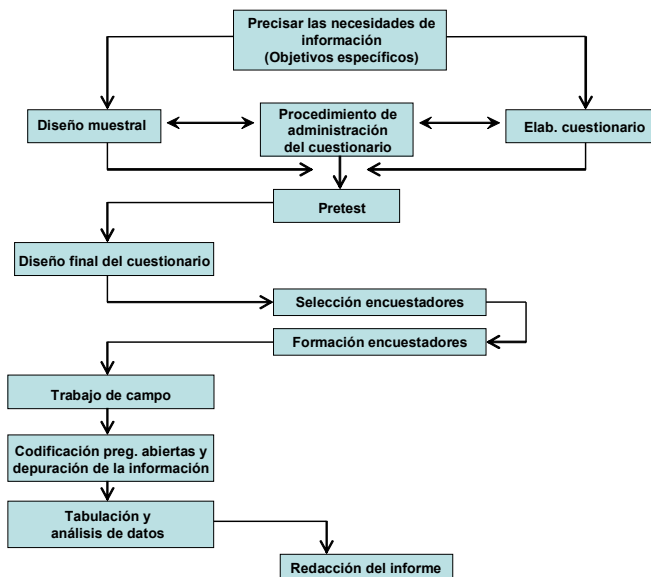 Precisar las necesidades de
información
(Objetivos específicos)
Diseño muestral
Procedimiento de
administración
del cuestionario
Elab. cuestionario
Pretest
Diseño final del cuestionario
Selección encuestadores
Formación encuestadores
Trabajo de campo
Codificación preg. abiertas y
depuración de la información
Tabulación y
análisis de datos
Redacción del informe